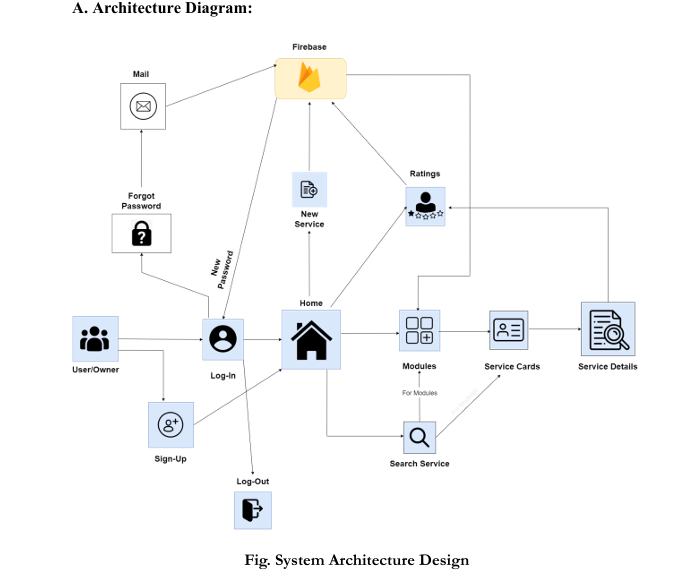 A. Architecture Diagram:
Firebase
Mail
Ratings
Forgot
Password
New
Service
New
Password
Home
User/Owner
Log-In
Modules
Service Cards
Service Details
For Modules
Sign-Up
Search Service
Log-Out
Fig. System Architecture Design